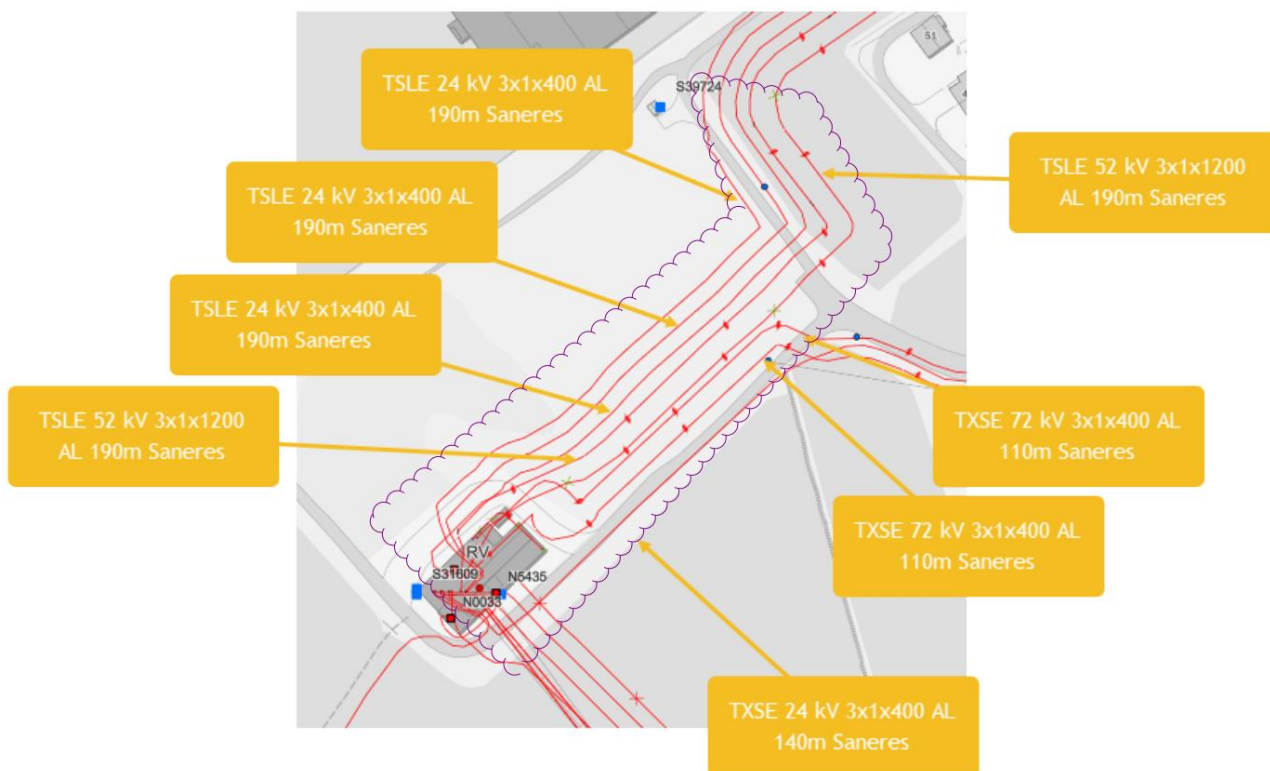 TSLE 24 kV 3x1x400 AL
190m Saneres
S39724
51
TSLE 52 kV 3x1x1200
AL 190m Saneres
TSLE 24 kV 3x1x400 AL
190m Saneres
TSLE 24 kV 3x1x400 AL
190m Saneres
TSLE 52 kV 3x1x1200
AL 190m Saneres
TXSE 72 kV 3x1x400 AL
110m Saneres
TXSE 72 kV 3x1x400 AL
110m Saneres
RV
S31609
N5435
N0033
TXSE 24 kV 3x1x400 AL
140m Saneres